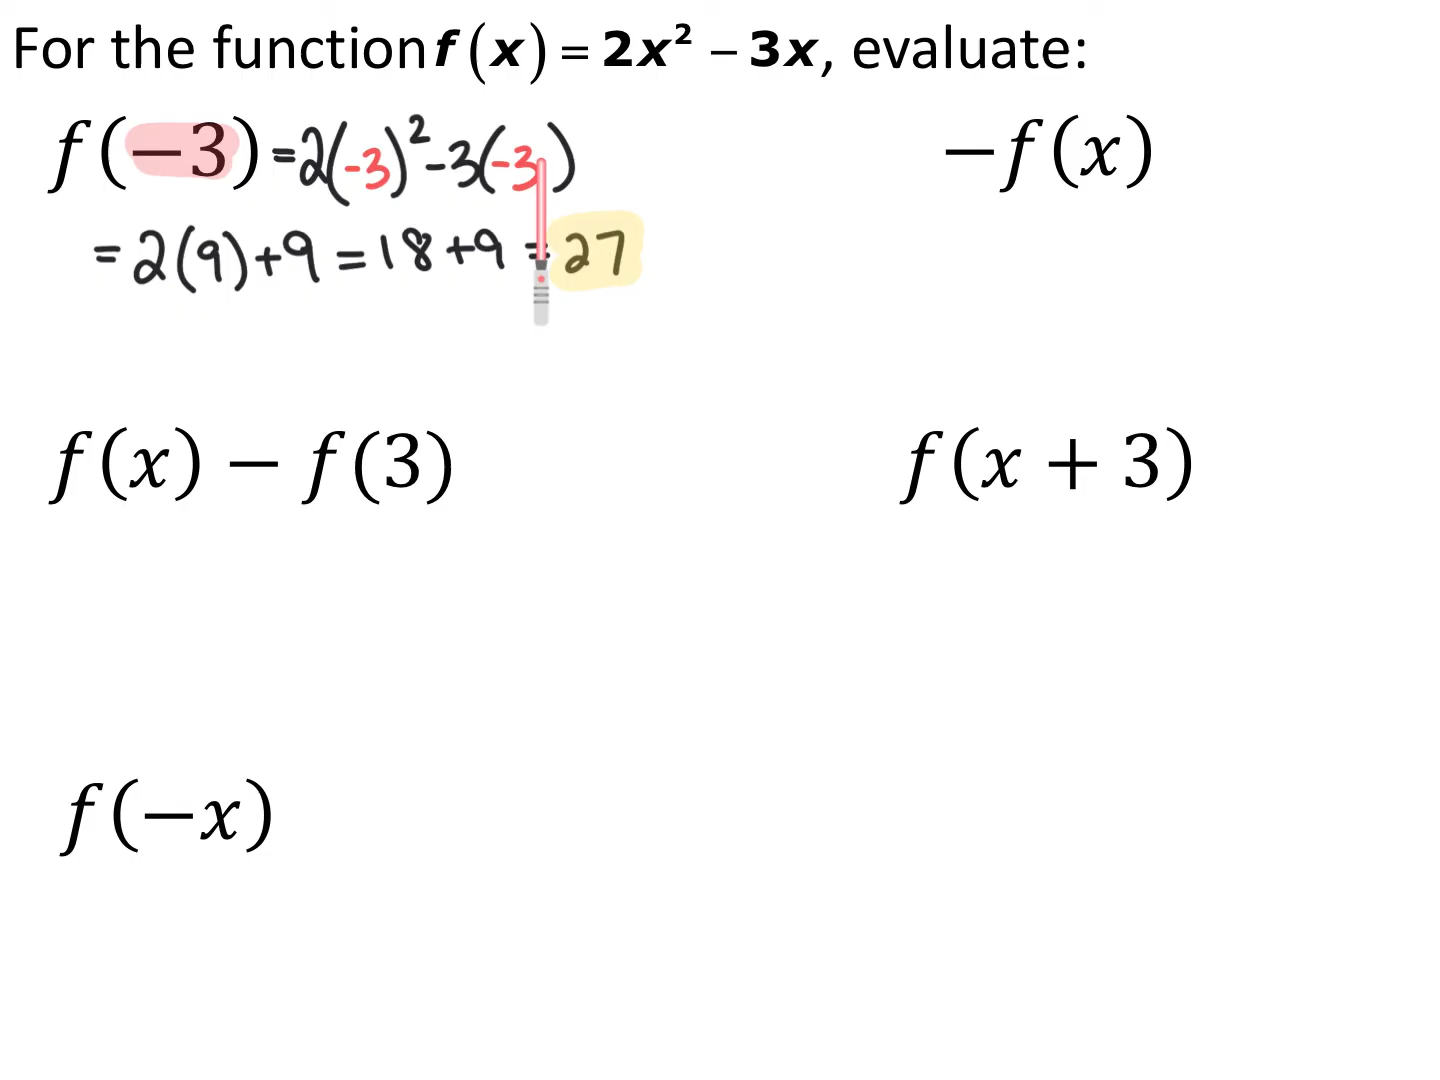 For the function f(x) = 2x² – 3x, evaluate:
f(−3) = 2(-3)² - 3(-3)
= 2(9) + 9 = 18 + 9 = 27
−f(x)
f(x) − f(3)
f(x + 3)
f(−x)